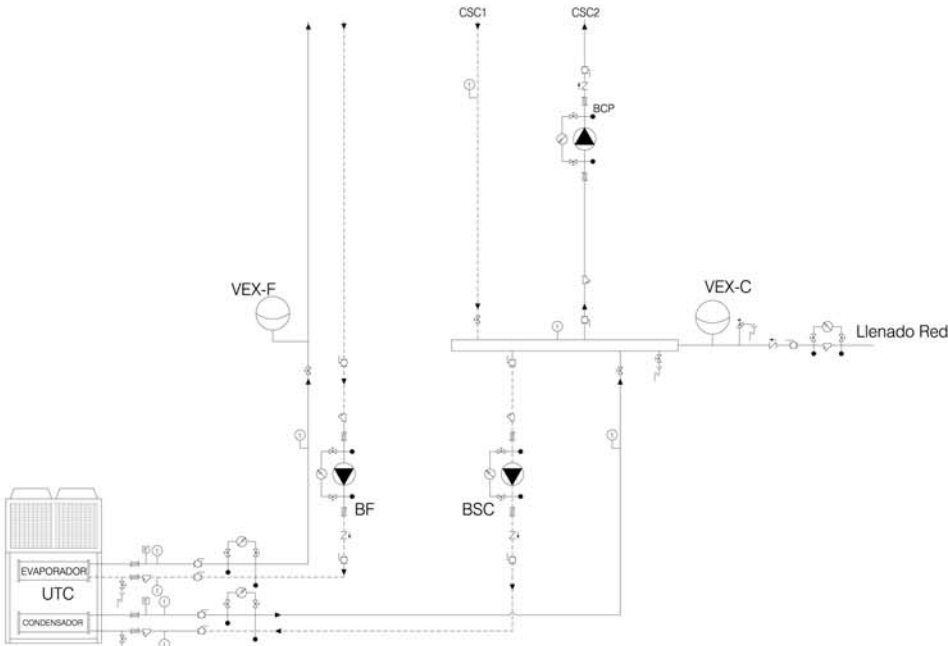 CSC1
CSC2
BCP
VEX-F
VEX-C
Llenado Red
BF
BSC
EVAPORADOR
UTC
CONDENSADOR